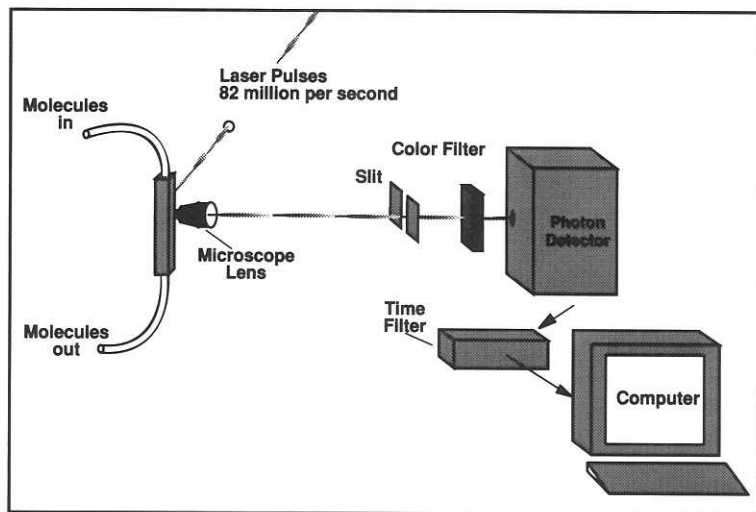 Laser Pulses
82 million per second
Molecules
in
Color Filter
Slit
Photon
Detector
Microscope
Lens
Time
Filter
Molecules
out
Computer